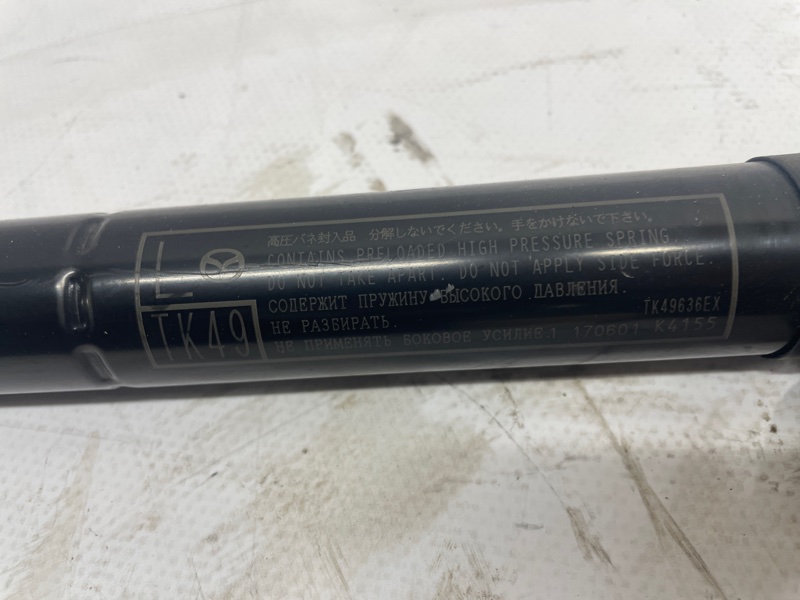 L
TK49
高圧バネ封入品 分解しないでください。手をかけないで下さい。
CONTAINS PRELOADED HIGH PRESSURE SPRING
DO NOT TAKE APART. DO NOT APPLY SIDE FORCE.
СОДЕРЖИТ ПРУЖИНУ ВЫСОКОГО ДАВЛЕНИЯ.
НЕ РАЗБИРАТЬ.
TK49636EX
НЕ ПРИМЕНЯТЬ БОКОВОЕ УСИЛИЕ.1 170601 K4155